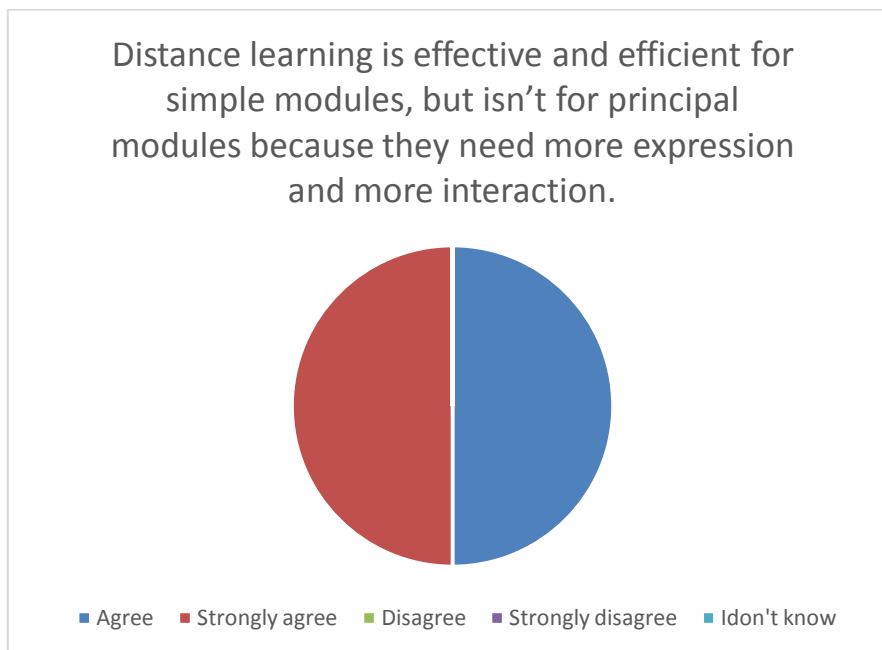 Distance learning is effective and efficient for
simple modules, but isn’t for principal
modules because they need more expression
and more interaction.
Agree Strongly agree Disagree Strongly disagree Idon't know